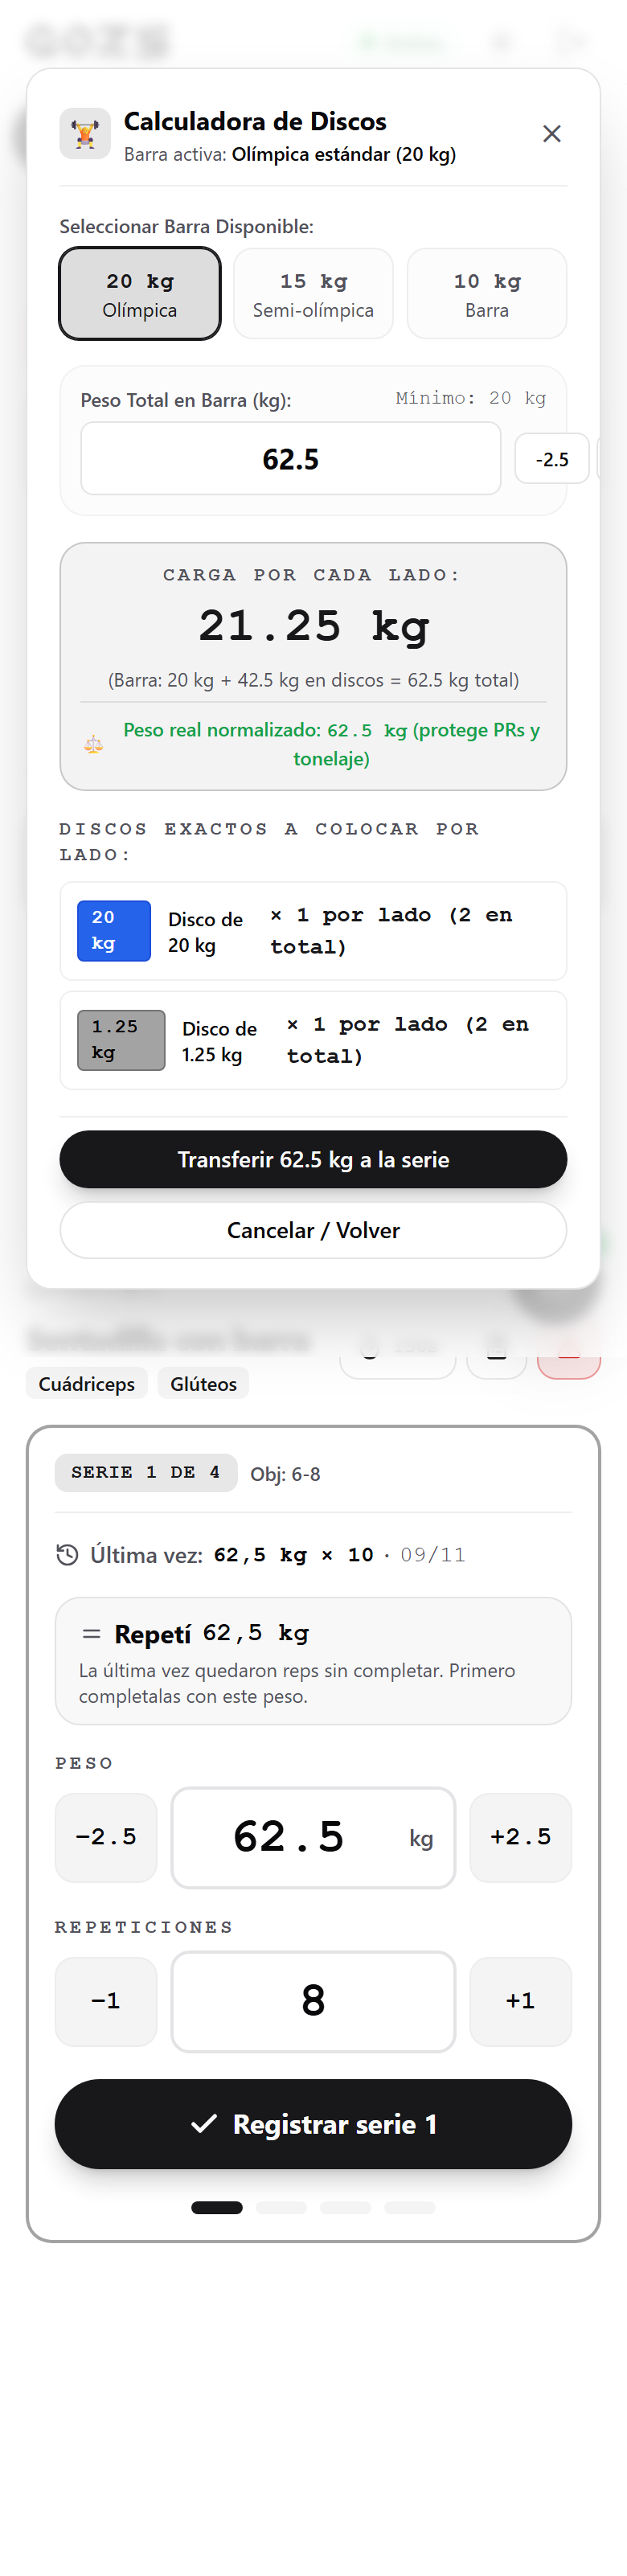 Calculadora de Discos
Barra activa: Olímpica estándar (20 kg)
Seleccionar Barra Disponible:
20 kg
Olímpica
15 kg
Semi-olímpica
10 kg
Barra
Peso Total en Barra (kg):
Mínimo: 20 kg
62.5
-2.5
CARGA POR CADA LADO:
21.25 kg
(Barra: 20 kg + 42.5 kg en discos = 62.5 kg total)
Peso real normalizado: 62.5 kg (protege PRs y
tonelaje)
DISCOS EXACTOS A COLOCAR POR
LADO:
20
kg
Disco de
20 kg
× 1 por lado (2 en
total)
1.25
kg
Disco de
1.25 kg
× 1 por lado (2 en
total)
Transferir 62.5 kg a la serie
Cancelar / Volver
Sentadilla con barra
Cuádriceps
Glúteos
SERIE 1 DE 4
Obj: 6-8
Última vez: 62,5 kg × 10 · 09/11
= Repetí 62,5 kg
La última vez quedaron reps sin completar. Primero
completalas con este peso.
PESO
−2.5
62.5
kg
+2.5
REPETICIONES
−1
8
+1
Registrar serie 1